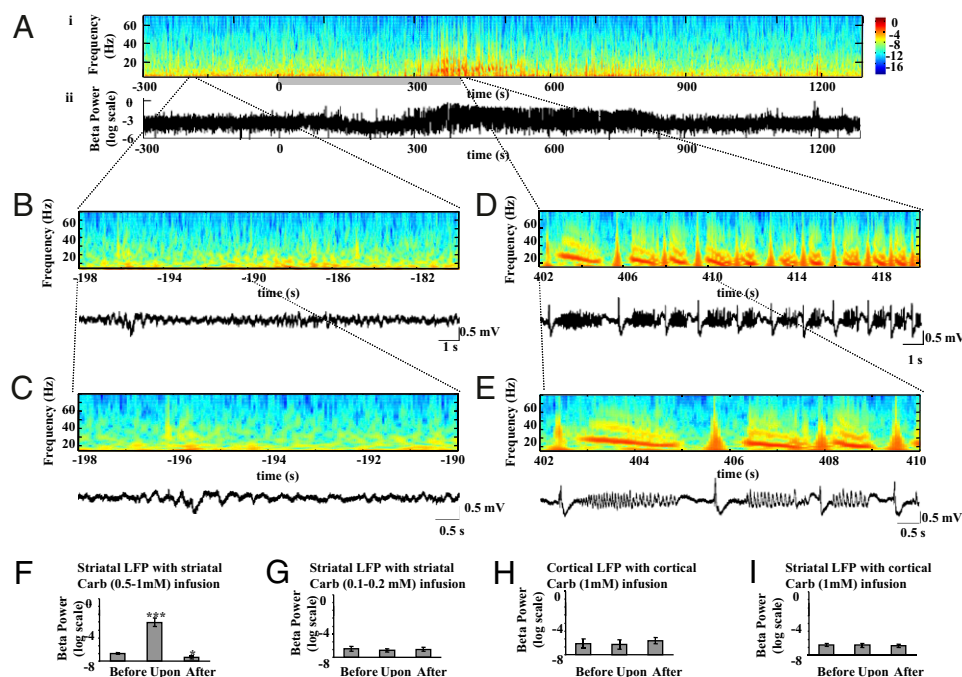 A
i
Frequency (Hz)
60
40
20
-300
0
300
600
900
1200
time (s)
0
-4
-8
-12
-16
ii
Beta Power (log scale)
0
-3
-6
-300
0
300
600
900
1200
time (s)
B
Frequency (Hz)
60
40
20
-198
-194
-190
-186
-182
time (s)
0.5 mV
1 s
D
Frequency (Hz)
60
40
20
402
406
410
414
418
time (s)
0.5 mV
1 s
C
Frequency (Hz)
80
60
40
20
-198
-196
-194
-192
-190
time (s)
0.5 mV
0.5 s
E
Frequency (Hz)
80
60
40
20
402
404
406
408
410
time (s)
0.5 mV
0.5 s
F
Striatal LFP with striatal
Carb (0.5-1mM) infusion
Beta Power (log scale)
0
-4
-8
***
*
Before Upon After
G
Striatal LFP with striatal
Carb (0.1-0.2 mM) infusion
Beta Power (log scale)
0
-4
-8
Before Upon After
H
Cortical LFP with cortical
Carb (1mM) infusion
Beta Power (log scale)
0
-4
-8
Before Upon After
I
Striatal LFP with cortical
Carb (1mM) infusion
Beta Power (log scale)
0
-4
-8
Before Upon After